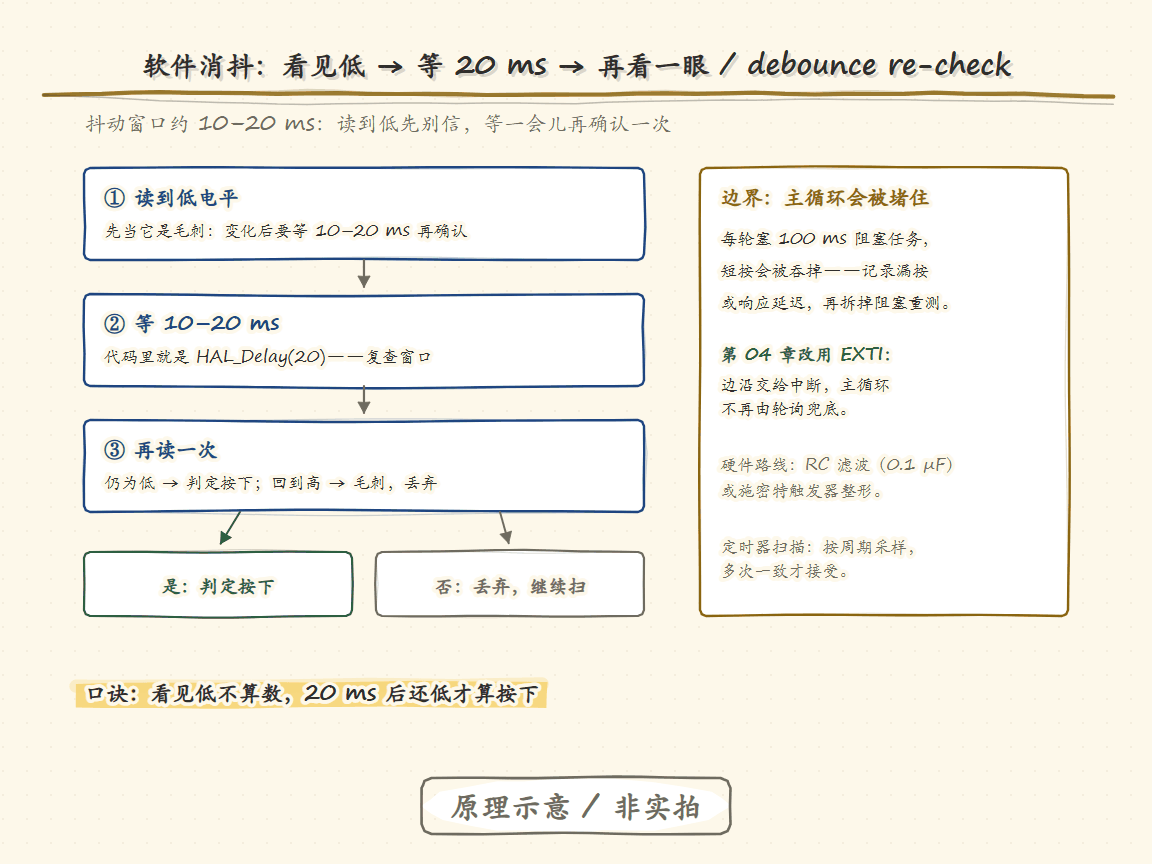 软件消抖：看见低 → 等 20 ms → 再看一眼 / debounce re-check
抖动窗口约 10–20 ms：读到低先别信，等一会儿再确认一次
① 读到低电平
先当它是毛刺：变化后要等 10–20 ms 再确认
② 等 10–20 ms
代码里就是 HAL_Delay(20)——复查窗口
③ 再读一次
仍为低 → 判定按下；回到高 → 毛刺，丢弃
是：判定按下
否：丢弃，继续扫
边界：主循环会被堵住
每轮塞 100 ms 阻塞任务，
短按会被吞掉——记录漏按
或响应延迟，再拆掉阻塞重测。
第 04 章改用 EXTI：
边沿交给中断，主循环
不再由轮询兜底。
硬件路线：RC 滤波（0.1 µF）
或施密特触发器整形。
定时器扫描：按周期采样，
多次一致才接受。
口诀：看见低不算数，20 ms 后还低才算按下
原理示意 / 非实拍